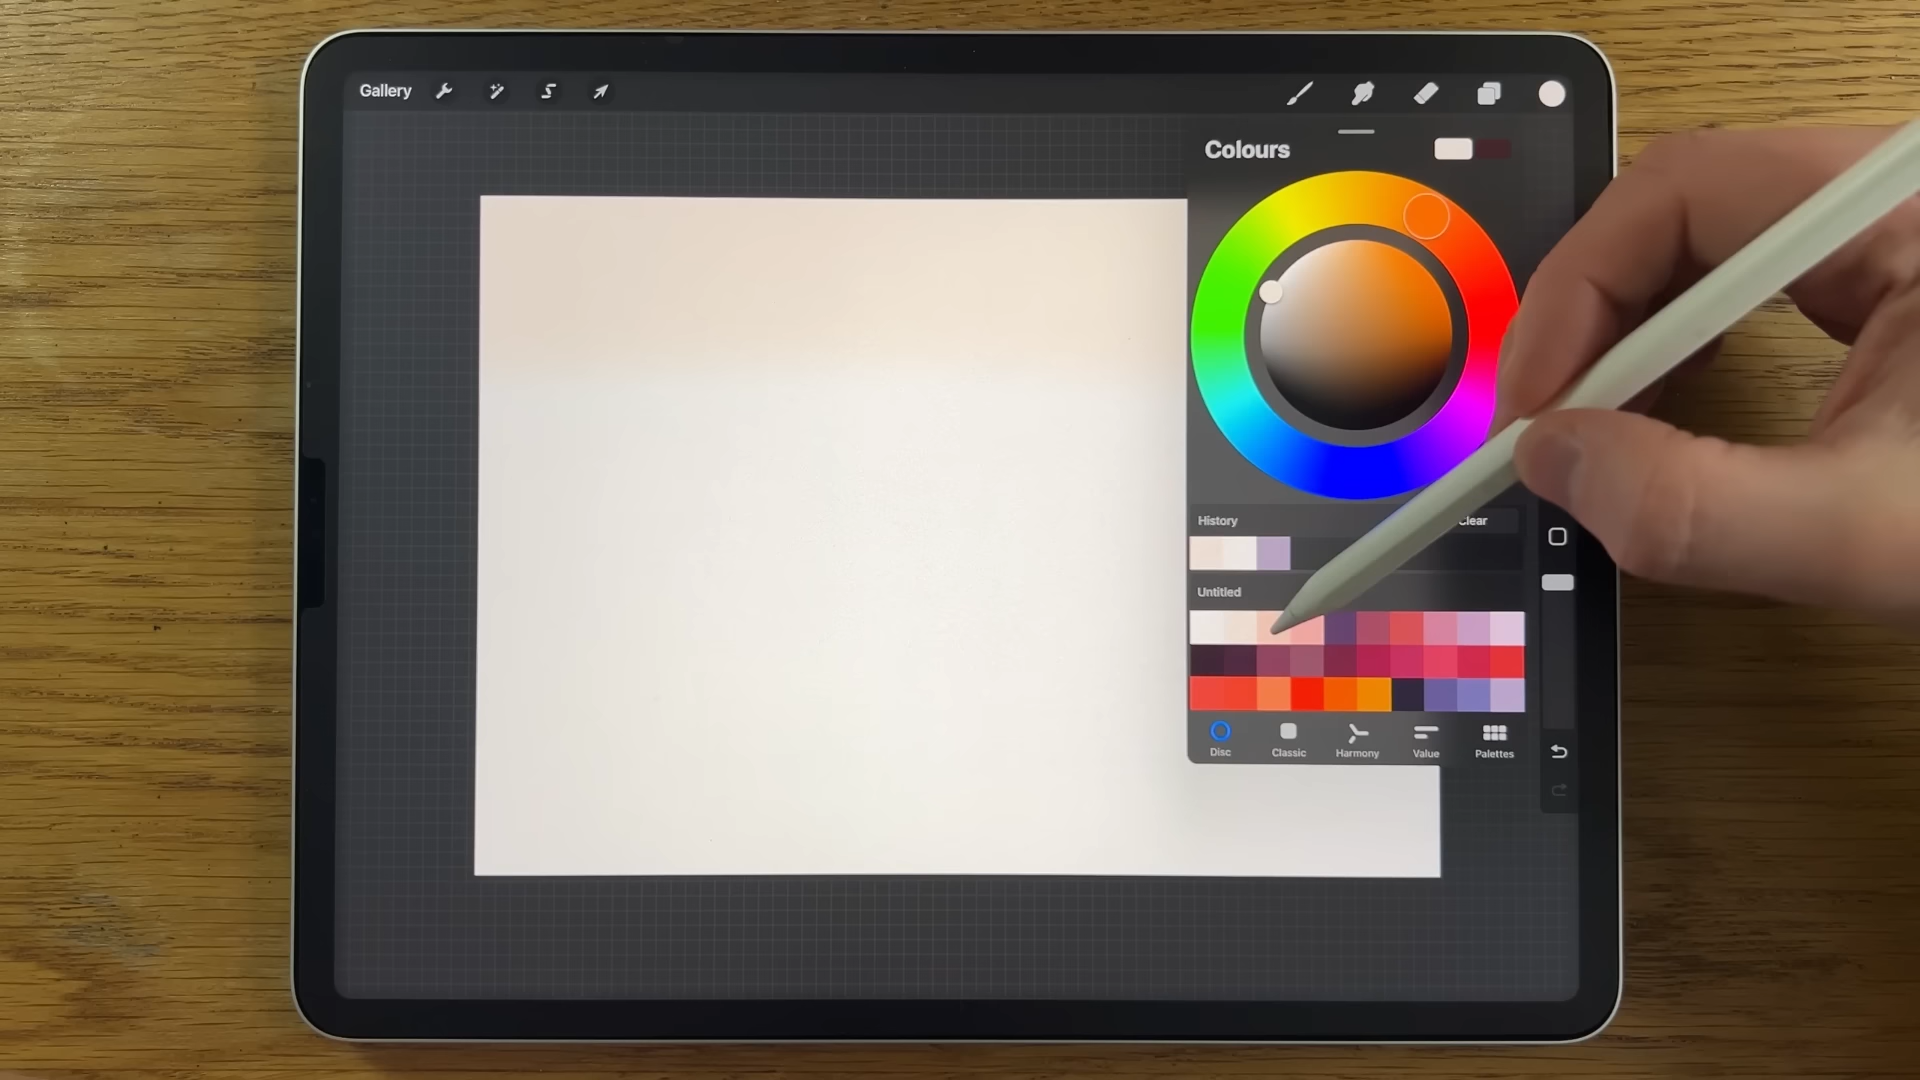 Gallery
Colours
History Clear
Untitled
Disc Classic Harmony Value Palettes